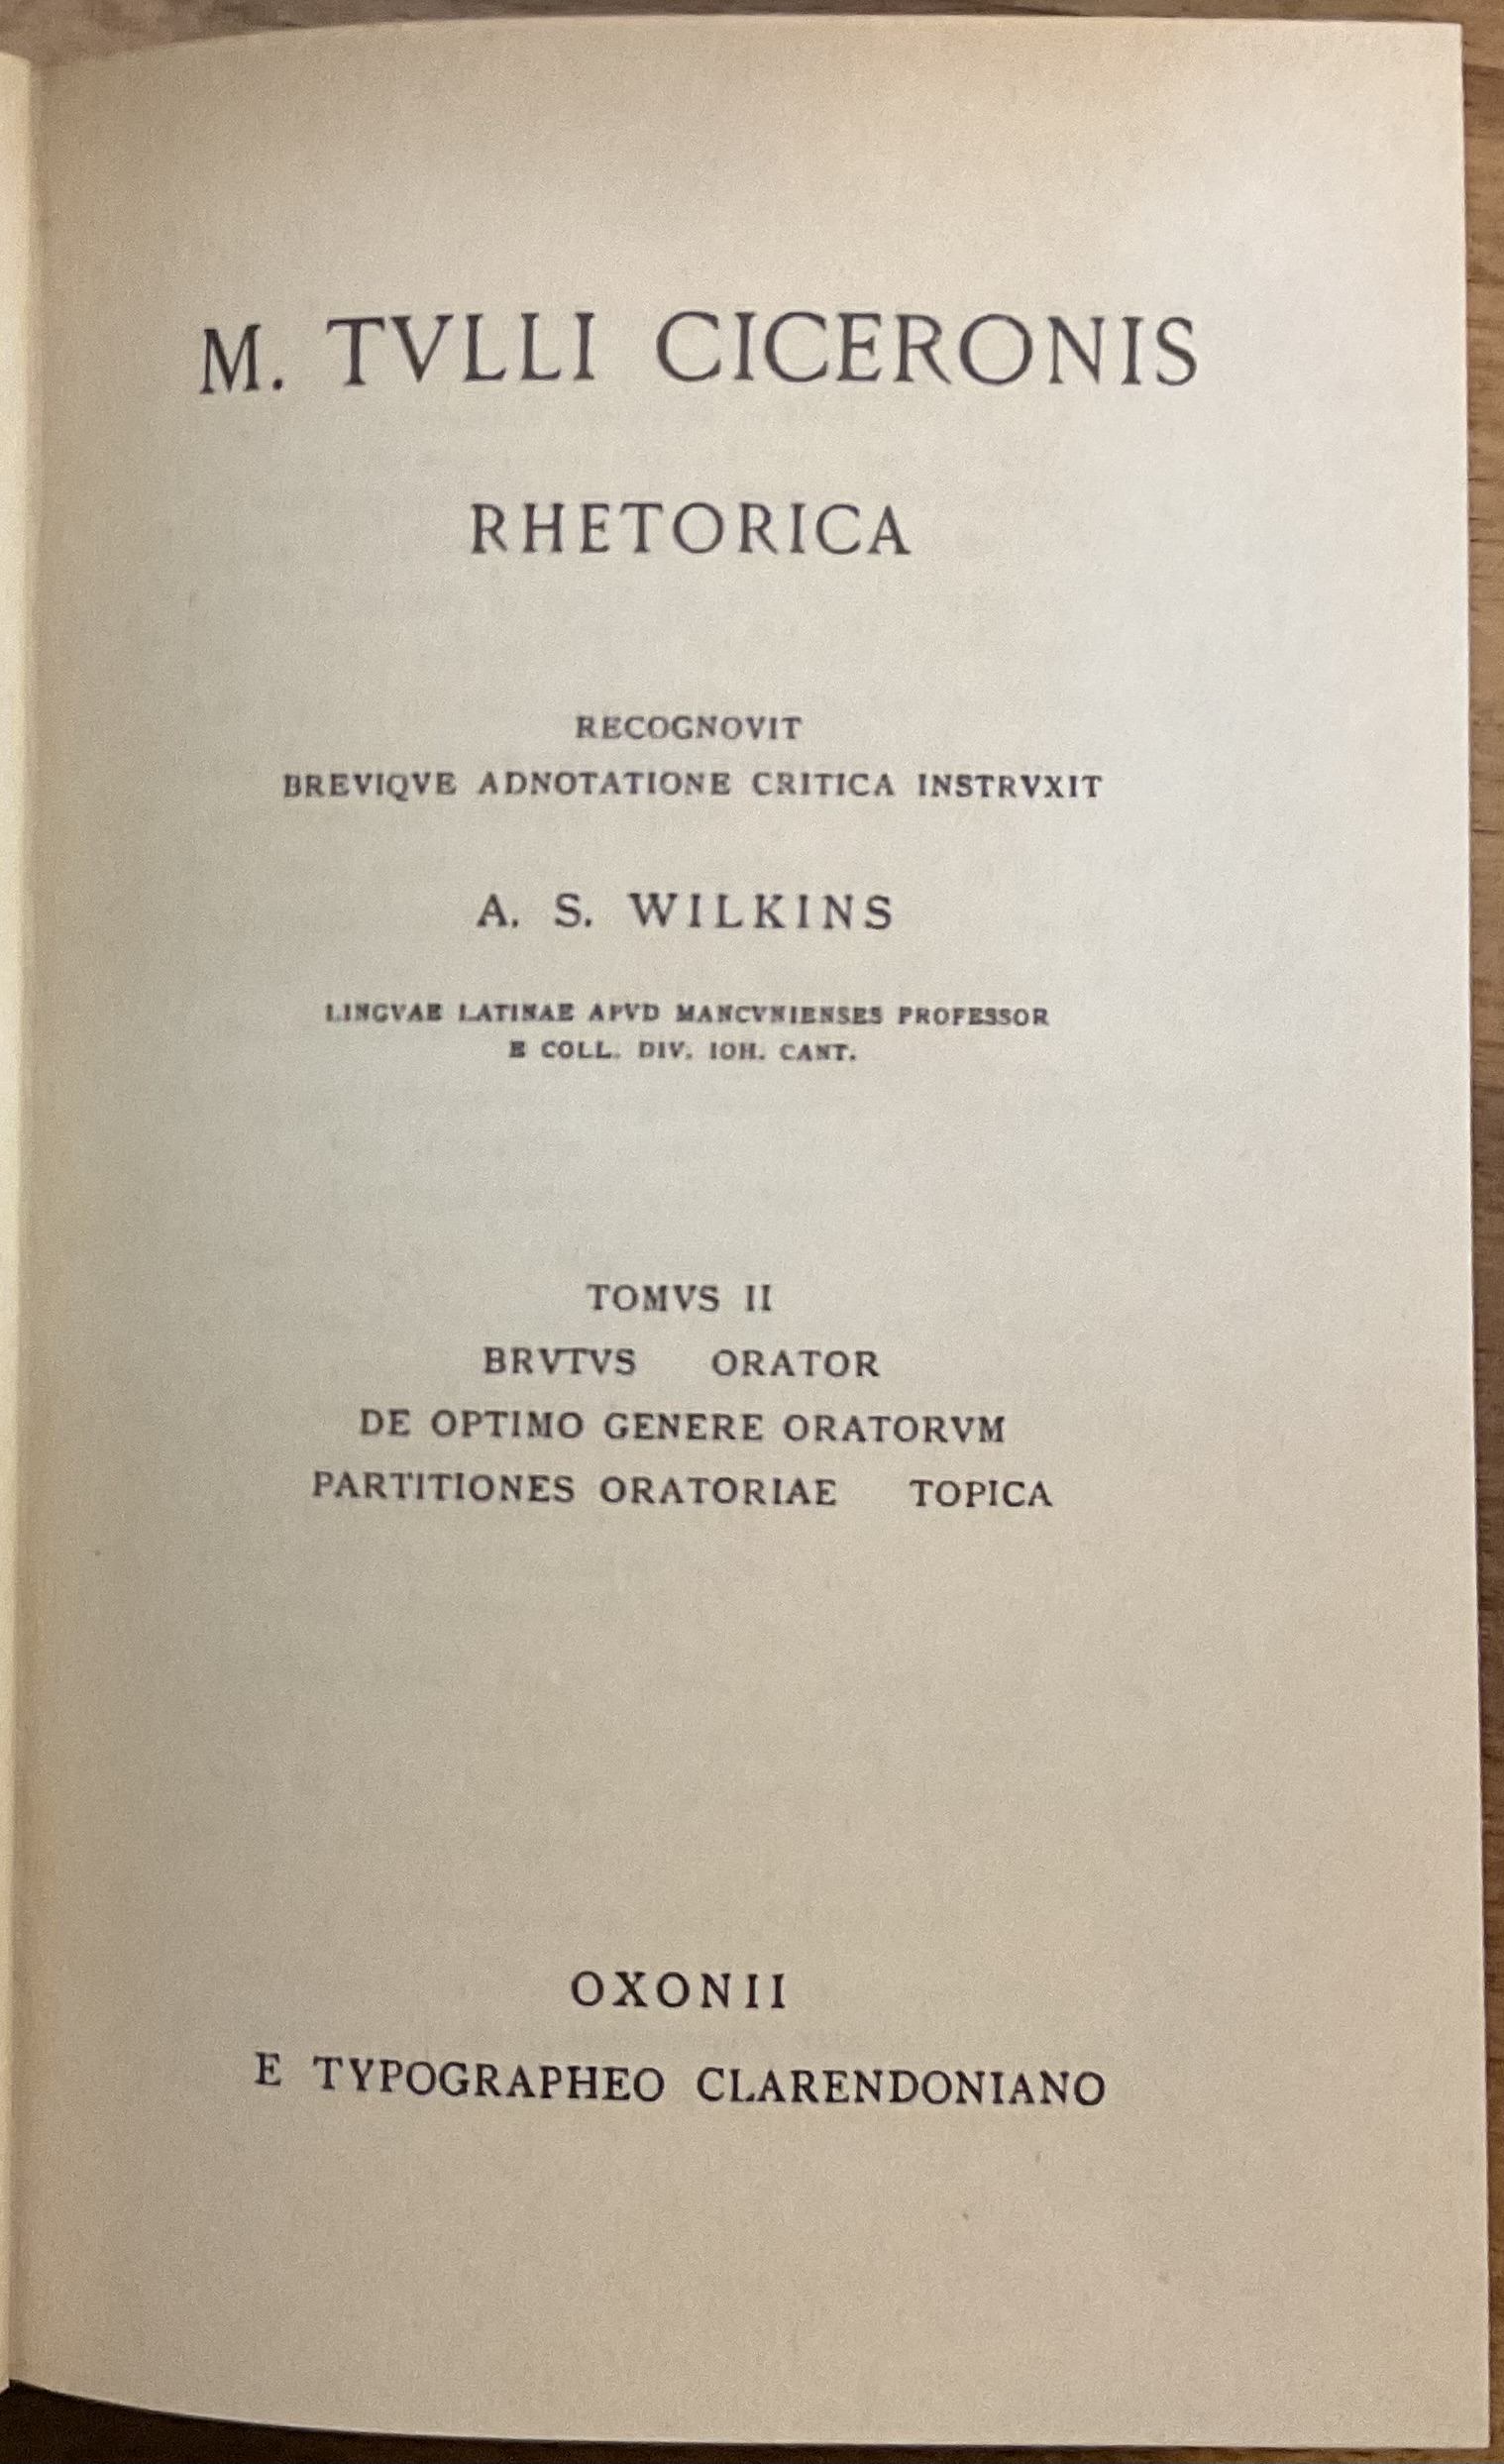 M. TVLLI CICERONIS
RHETORICA
RECOGNOVIT
BREVIQVE ADNOTATIONE CRITICA INSTRVXIT
A. S. WILKINS
LINGVAE LATINAE APVD MANCVNIENSES PROFESSOR
E COLL. DIV. IOH. CANT.
TOMVS II
BRVTVS ORATOR
DE OPTIMO GENERE ORATORVM
PARTITIONES ORATORIAE TOPICA
OXONII
E TYPOGRAPHEO CLARENDONIANO